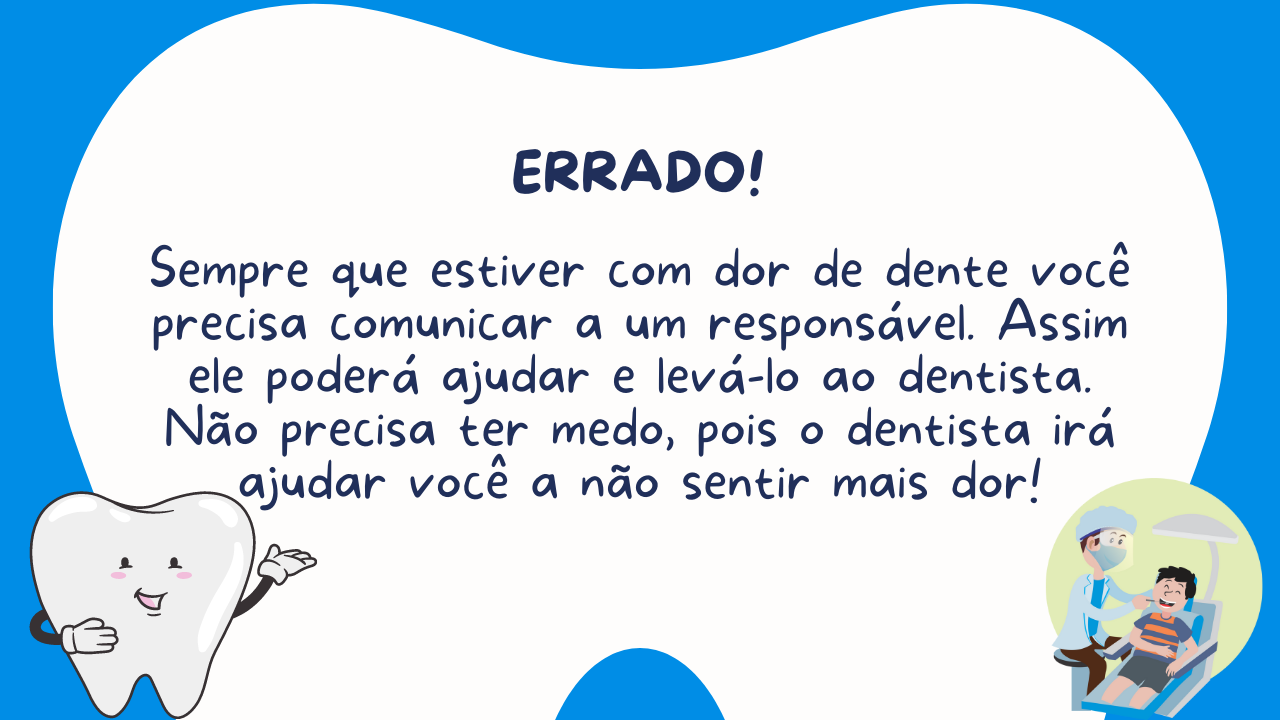 ERRADO!
Sempre que estiver com dor de dente você
precisa comunicar a um responsável. Assim
ele poderá ajudar e levá-lo ao dentista.
Não precisa ter medo, pois o dentista irá
ajudar você a não sentir mais dor!